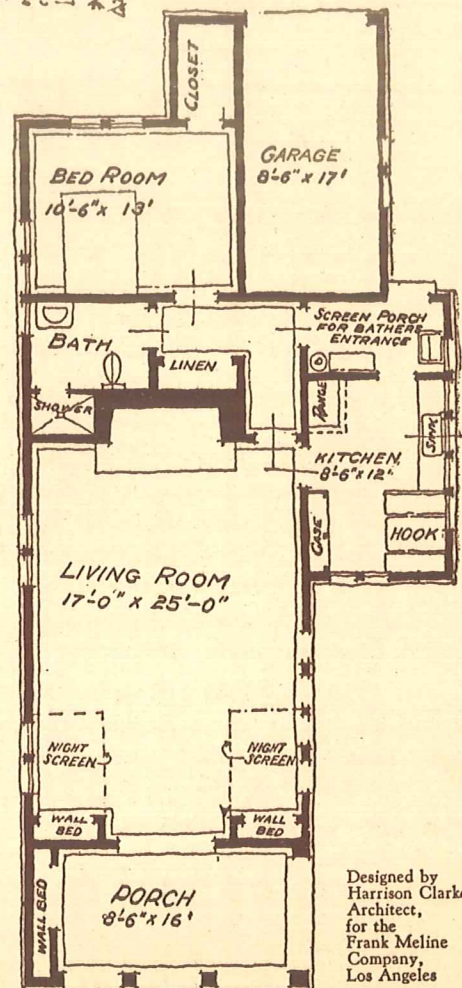 CLOSET
GARAGE
8'-6" x 17'
BED ROOM
10'-6" x 13'
SCREEN PORCH
FOR BATHERS
ENTRANCE
BATH
LINEN
SHOWER
RANGE
SINK
KITCHEN
8'-6" x 12'
CASE
HOOK
LIVING ROOM
17'-0" x 25'-0"
NIGHT
SCREEN
NIGHT
SCREEN
WALL
BED
WALL
BED
WALL BED
PORCH
8'-6" x 16'
Designed by
Harrison Clarke
Architect,
for the
Frank Meline
Company,
Los Angeles